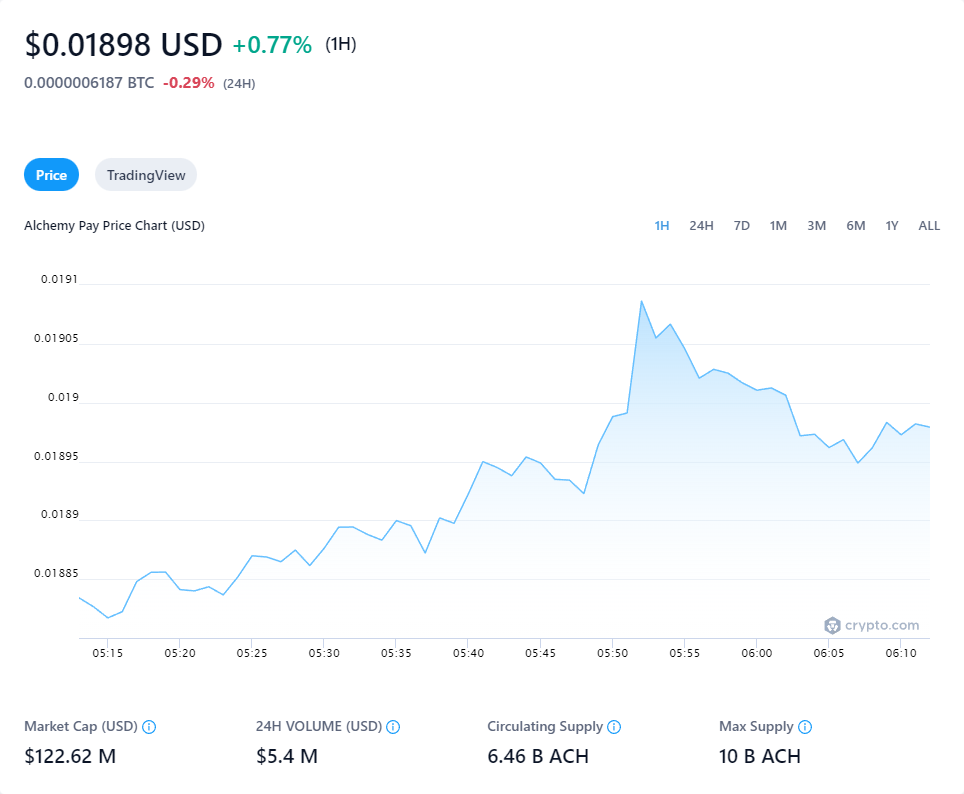 $0.01898 USD +0.77% (1H)
0.0000006187 BTC -0.29% (24H)
Price TradingView
Alchemy Pay Price Chart (USD) 1H 24H 7D 1M 3M 6M 1Y ALL
0.0191
0.01905
0.019
0.01895
0.0189
0.01885
crypto.com
05:15 05:20 05:25 05:30 05:35 05:40 05:45 05:50 05:55 06:00 06:05 06:10
Market Cap (USD) 24H VOLUME (USD) Circulating Supply Max Supply
$122.62 M $5.4 M 6.46 B ACH 10 B ACH